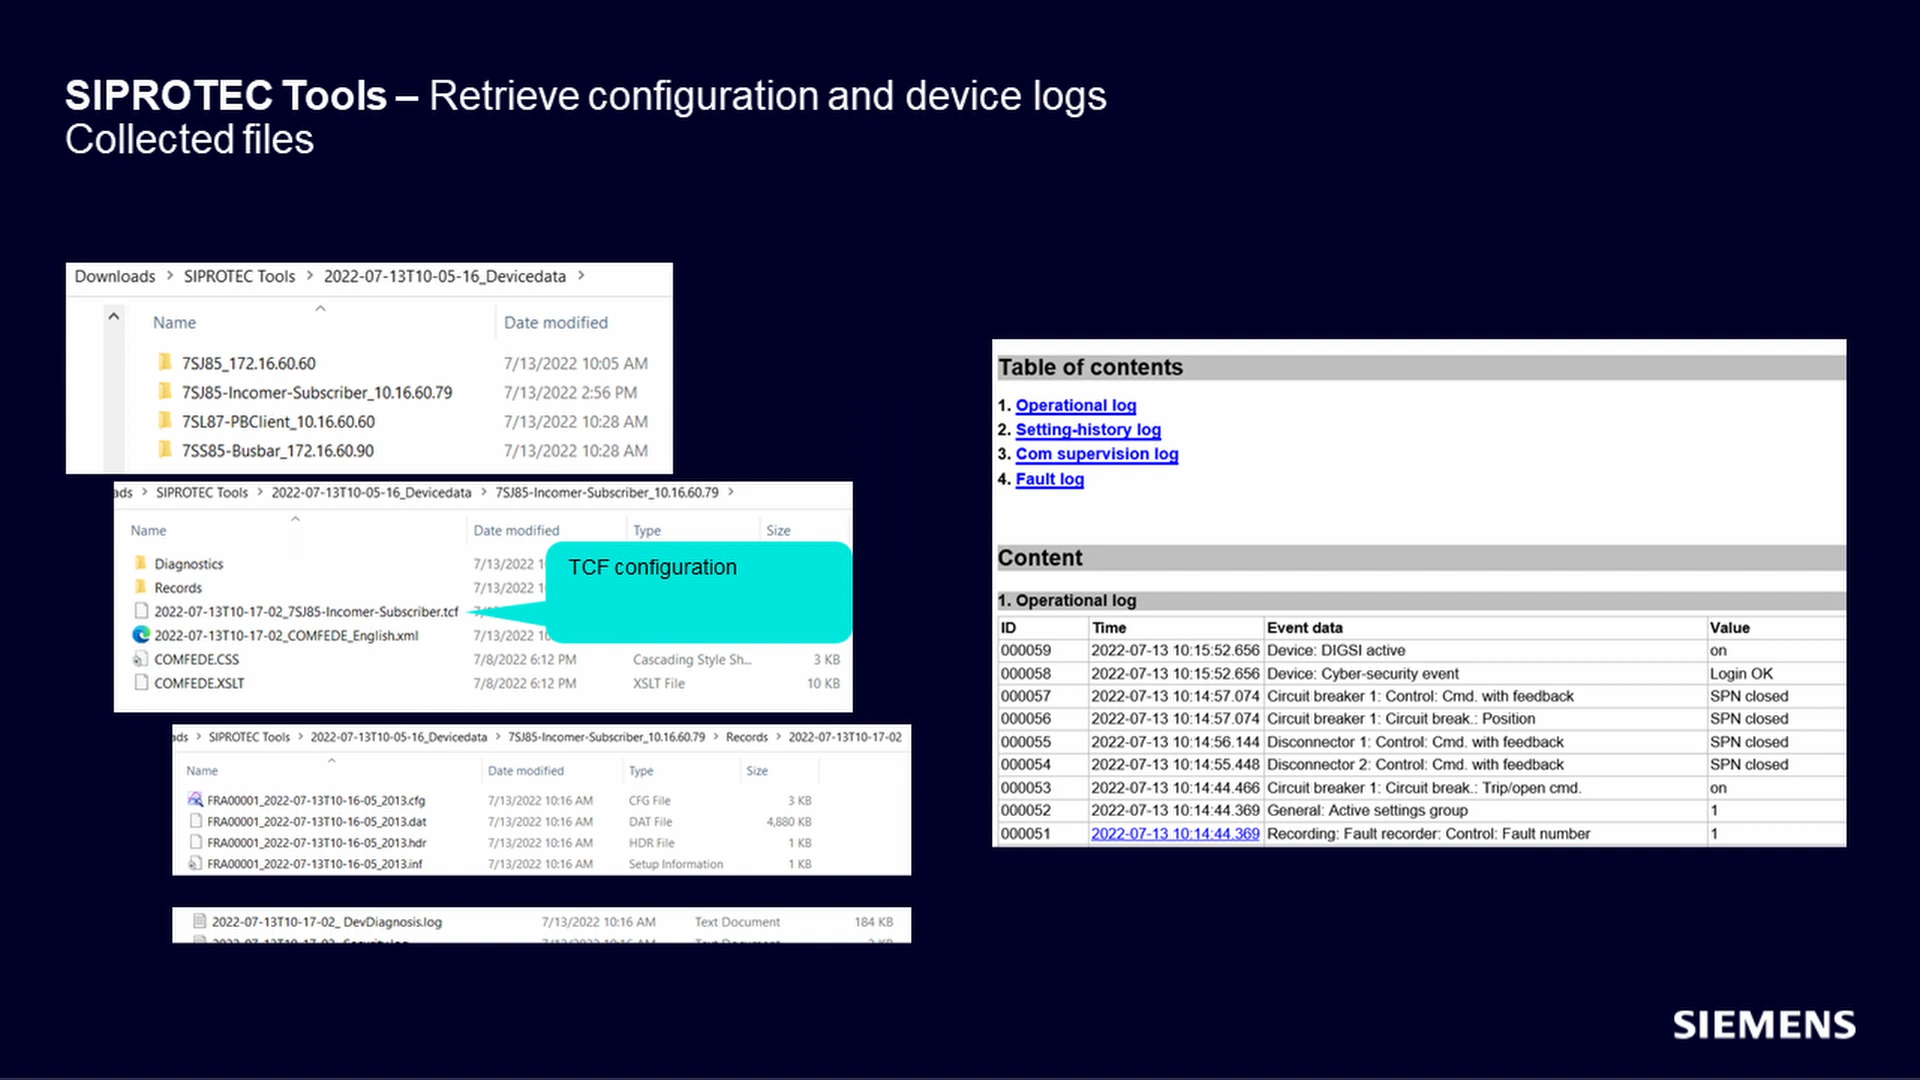 SIPROTEC Tools – Retrieve configuration and device logs
Collected files
Downloads > SIPROTEC Tools > 2022-07-13T10-05-16_Devicedata >
Name Date modified
7SJ85_172.16.60.60 7/13/2022 10:05 AM
7SJ85-Incomer-Subscriber_10.16.60.79 7/13/2022 2:56 PM
7SL87-PBClient_10.16.60.60 7/13/2022 10:28 AM
7SS85-Busbar_172.16.60.90 7/13/2022 10:28 AM
ads > SIPROTEC Tools > 2022-07-13T10-05-16_Devicedata > 7SJ85-Incomer-Subscriber_10.16.60.79 >
Name Date modified Type Size
Diagnostics 7/13/2022 1
Records 7/13/2022
2022-07-13T10-17-02_7SJ85-Incomer-Subscriber.tcf
2022-07-13T10-17-02_COMFEDE_English.xml 7/13/2022 10
COMFEDE.CSS 7/8/2022 6:12 PM Cascading Style Sh... 3 KB
COMFEDE.XSLT 7/8/2022 6:12 PM XSLT File 10 KB
TCF configuration
ads > SIPROTEC Tools > 2022-07-13T10-05-16_Devicedata > 7SJ85-Incomer-Subscriber_10.16.60.79 > Records > 2022-07-13T10-17-02
Name Date modified Type Size
FRA00001_2022-07-13T10-16-05_2013.cfg 7/13/2022 10:16 AM CFG File 3 KB
FRA00001_2022-07-13T10-16-05_2013.dat 7/13/2022 10:16 AM DAT File 4,880 KB
FRA00001_2022-07-13T10-16-05_2013.hdr 7/13/2022 10:16 AM HDR File 1 KB
FRA00001_2022-07-13T10-16-05_2013.inf 7/13/2022 10:16 AM Setup Information 1 KB
2022-07-13T10-17-02_ DevDiagnosis.log 7/13/2022 10:16 AM Text Document 184 KB
Table of contents
1. Operational log
2. Setting-history log
3. Com supervision log
4. Fault log
Content
1. Operational log
ID Time Event data Value
000059 2022-07-13 10:15:52.656 Device: DIGSI active on
000058 2022-07-13 10:15:52.656 Device: Cyber-security event Login OK
000057 2022-07-13 10:14:57.074 Circuit breaker 1: Control: Cmd. with feedback SPN closed
000056 2022-07-13 10:14:57.074 Circuit breaker 1: Circuit break.: Position SPN closed
000055 2022-07-13 10:14:56.144 Disconnector 1: Control: Cmd. with feedback SPN closed
000054 2022-07-13 10:14:55.448 Disconnector 2: Control: Cmd. with feedback SPN closed
000053 2022-07-13 10:14:44.466 Circuit breaker 1: Circuit break.: Trip/open cmd. on
000052 2022-07-13 10:14:44.369 General: Active settings group 1
000051 2022-07-13 10:14:44.369 Recording: Fault recorder: Control: Fault number 1
SIEMENS